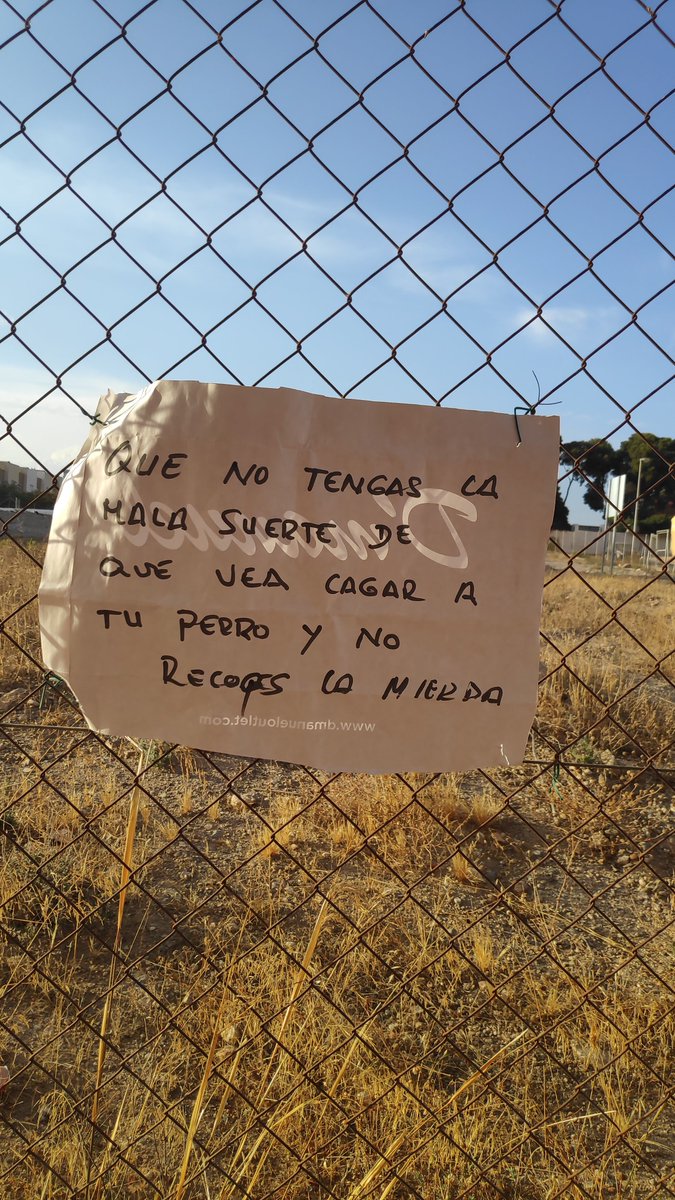 QUE NO TENGAS LA
MALA SUERTE DE
QUE VEA CAGAR A
TU PERRO Y NO
RECOGES LA MIERDA
www.dmanueloutlet.com